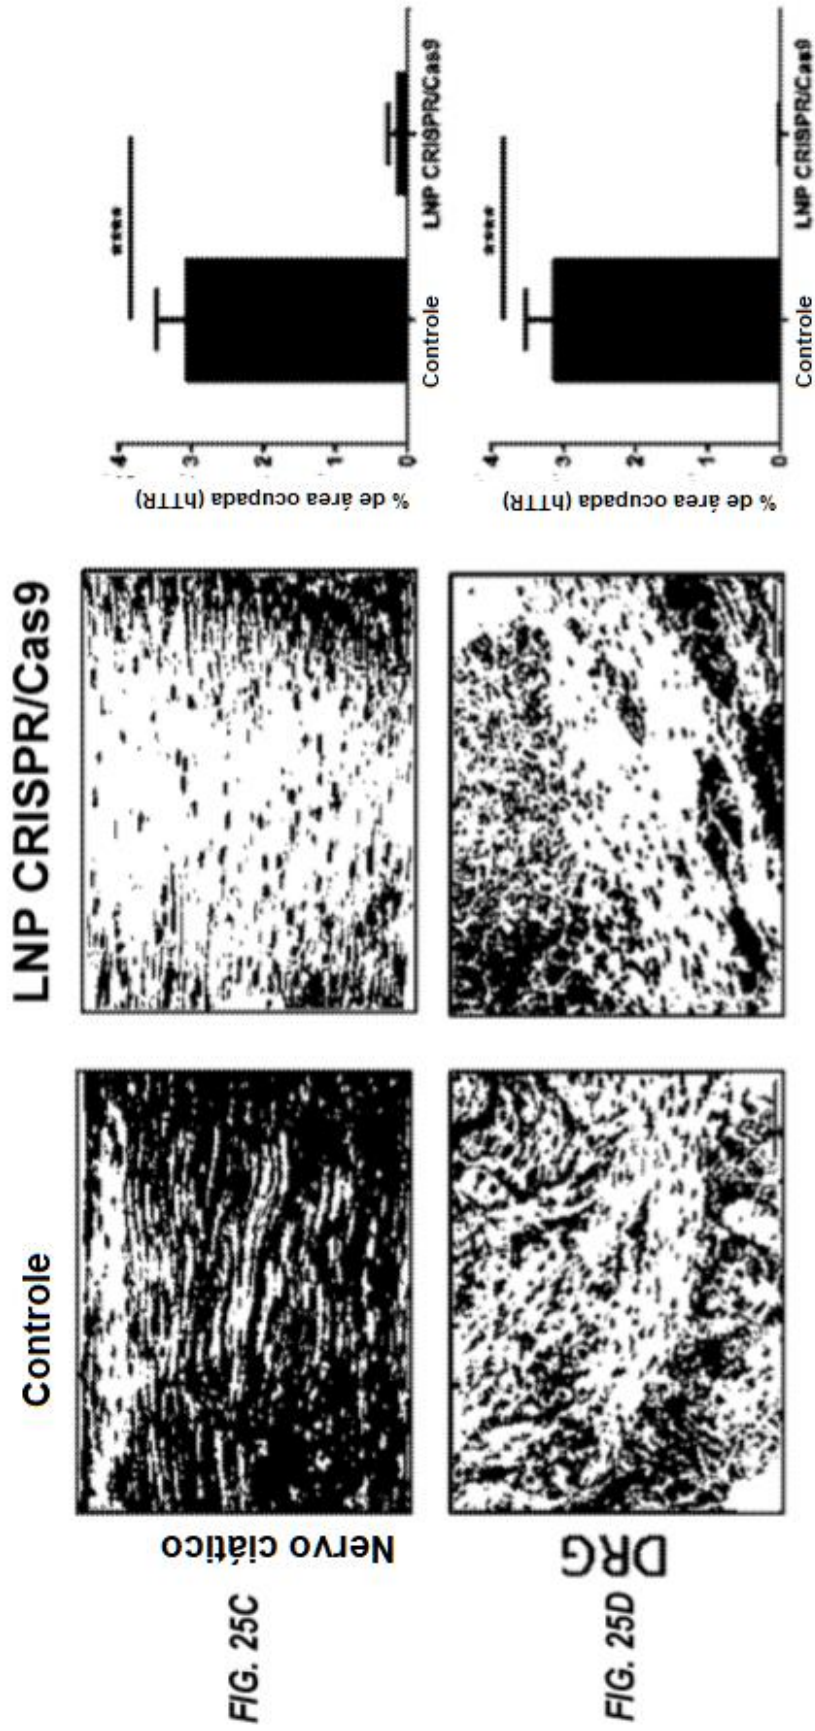 Controle
LNP CRISPR/Cas9
FIG. 25C
Nervo ciático
% de área ocupada (hTTR)
4
3
2
1
0
****
Controle
LNP CRISPR/Cas9
FIG. 25D
DRG
% de área ocupada (hTTR)
4
3
2
1
0
****
Controle
LNP CRISPR/Cas9